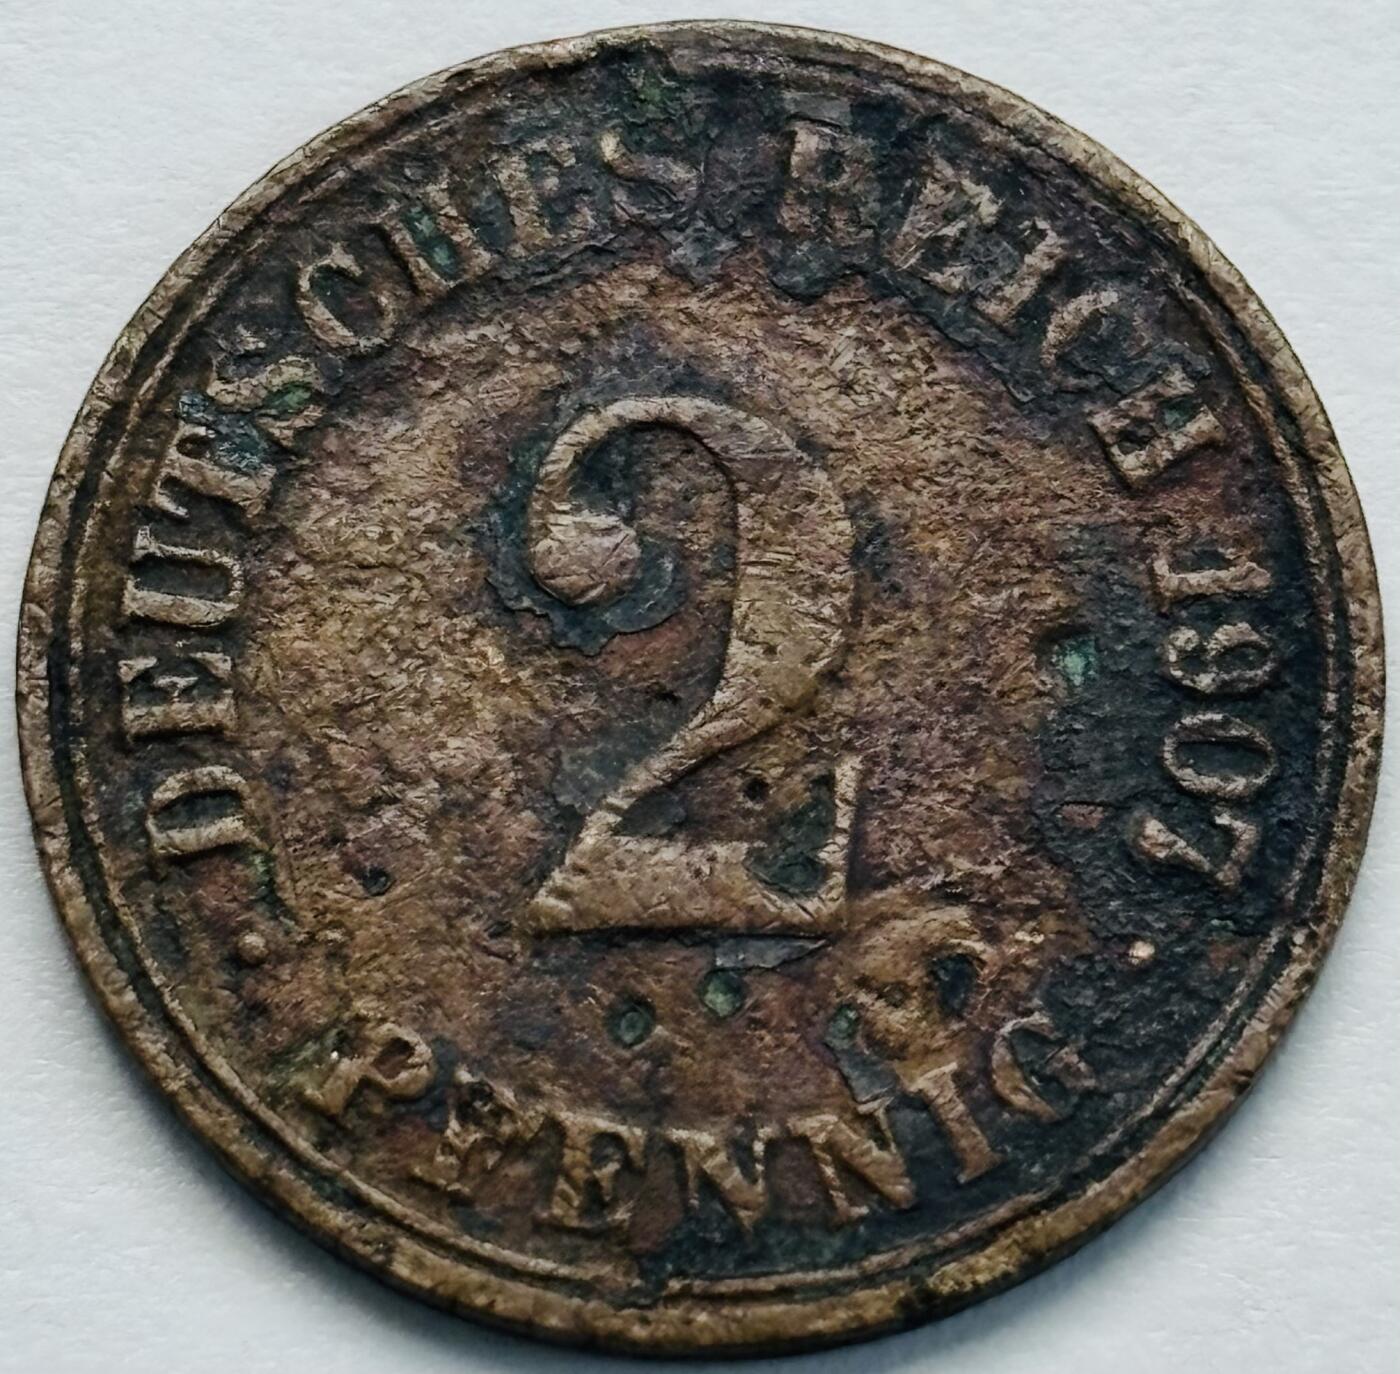 DEUTSCHES REICH 1907
2
PFENNIG